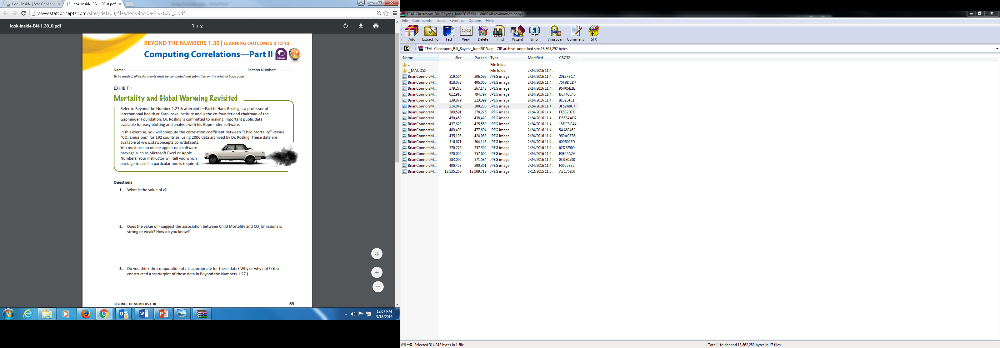 Look Inside | Stat Concept
look-inside-BN-1.30_0.pdf
www.statconcepts.com/sites/default/files/look-inside-BN-1.30_0.pdf
look-inside-BN-1.30_0.pdf
1 / 2
BEYOND THE NUMBERS 1.30 | LEARNING OUTCOMES 8 TO 10
Computing Correlations—Part II
ENGAGE
Name:
Section Number:
To be graded, all assignments must be completed and submitted on the original book page.
EXHIBIT 1
Mortality and Global Warming Revisited
Refer to Beyond the Number 1.27 Scatterplots—Part II. Hans Rosling is a professor of
international health at Karolinska Institute and is the co-founder and chairman of the
Gapminder Foundation. Dr. Rosling is committed to making important public data
available for easy plotting and analysis with his Gapminder software.
In this exercise, you will compute the correlation coefficient between “Child Mortality” versus
“CO2 Emissions” for 192 countries, using 2006 data archived by Dr. Rosling. These data are
available at www.statconcepts.com/datasets.
You must use an online applet or a software
package such as Microsoft Excel or Apple
Numbers. Your instructor will tell you which
package to use if a particular one is required.
Questions
1. What is the value of r?
2. Does the value of r suggest the association between Child Mortality and CO2 Emissions is
strong or weak? How do you know?
3. Do you think the computation of r is appropriate for these data? Why or why not? (You
constructed a scatterplot of these data in Beyond the Numbers 1.27.)
BEYOND THE NUMBERS 1.30
69
12:07 PM
3/18/2016
TEAL Classroom_Bill_Rayens_June2015.zip - WinRAR (evaluation copy)
File Commands Tools Favorites Options Help
Add Extract To Test View Delete Find Wizard Info VirusScan Comment SFX
TEAL Classroom_Bill_Rayens_June2015.zip - ZIP archive, unpacked size 18,865,292 bytes
Name Size Packed Type Modified CRC32
.. File folder
__MACOSX File folder 2/24/2016 11:4...
BrianConnorsM... 319,564 306,597 JPEG image 2/24/2016 11:4... 20E7FBC7
BrianConnorsM... 418,073 406,056 JPEG image 2/24/2016 11:4... 75FBDCD7
BrianConnorsM... 379,278 367,143 JPEG image 2/24/2016 11:4... 95A05B2E
BrianConnorsM... 812,915 794,797 JPEG image 2/24/2016 11:4... BCF46C46
BrianConnorsM... 239,879 223,399 JPEG image 2/24/2016 11:4... 818254C1
BrianConnorsM... 314,042 300,233 JPEG image 2/24/2016 11:4... 3F59A8C7
BrianConnorsM... 389,591 378,276 JPEG image 2/24/2016 11:4... FE882D7D
BrianConnorsM... 450,459 438,423 JPEG image 2/24/2016 11:4... D552AAD7
BrianConnorsM... 437,628 425,560 JPEG image 2/24/2016 11:4... 18DC8CA4
BrianConnorsM... 489,493 477,694 JPEG image 2/24/2016 11:4... 5AA8346F
BrianConnorsM... 435,108 424,083 JPEG image 2/24/2016 11:4... 960ACFB6
BrianConnorsM... 516,671 504,146 JPEG image 2/24/2016 11:4... 609B02FD
BrianConnorsM... 370,776 357,304 JPEG image 2/24/2016 11:4... 62DE2569
BrianConnorsM... 370,000 357,600 JPEG image 2/24/2016 11:4... E0E22A2A
BrianConnorsM... 383,096 371,584 JPEG image 2/24/2016 11:4... 0C9B0538
BrianConnorsM... 400,453 390,361 JPEG image 2/24/2016 11:4... F0655B75
BrianConnorsM... 12,135,257 12,109,719 JPEG image 6/12/2015 11:0... A3C75E00
Selected 314,042 bytes in 1 file
Total 1 folder and 18,862,283 bytes in 17 files